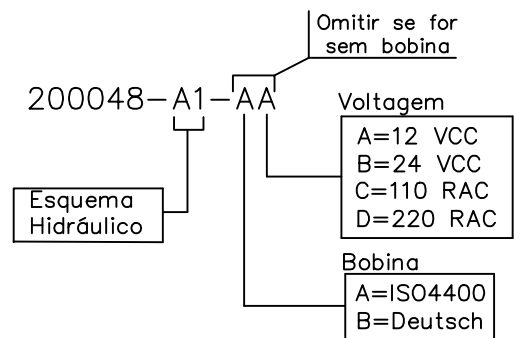 Omitir se for
sem bobina
200048-A1-AA
Voltagem
A=12 VCC
B=24 VCC
C=110 RAC
D=220 RAC
Esquema
Hidráulico
Bobina
A=ISO4400
B=Deutsch